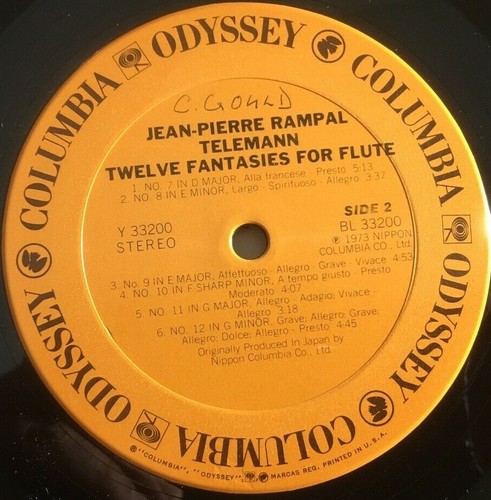 COLUMBIA ODYSSEY COLUMBIA ODYSSEY COLUMBIA ODYSSEY COLUMBIA ODYSSEY
C. GOULD
JEAN-PIERRE RAMPAL
TELEMANN
TWELVE FANTASIES FOR FLUTE
1. NO. 7 IN D MAJOR, Alla francese - Presto 5:13
2. NO. 8 IN E MINOR, Largo - Spirituoso - Allegro 3:37
Y 33200
STEREO
SIDE 2
BL 33200
℗ 1973 NIPPON
COLUMBIA CO., Ltd.
3. No. 9 IN E MAJOR, Affettuoso - Allegro - Grave - Vivace 4:53
4. NO. 10 IN F SHARP MINOR, A tempo giusto - Presto
Moderato 4:07
5. NO. 11 IN G MAJOR, Allegro - Adagio; Vivace -
Allegro 3:18
6. NO. 12 IN G MINOR, Grave; Allegro; Grave;
Allegro; Dolce; Allegro - Presto 4:45
Originally Produced In Japan by
Nippon Columbia Co., Ltd.
® "COLUMBIA", "ODYSSEY", MARCAS REG. PRINTED IN U.S.A.